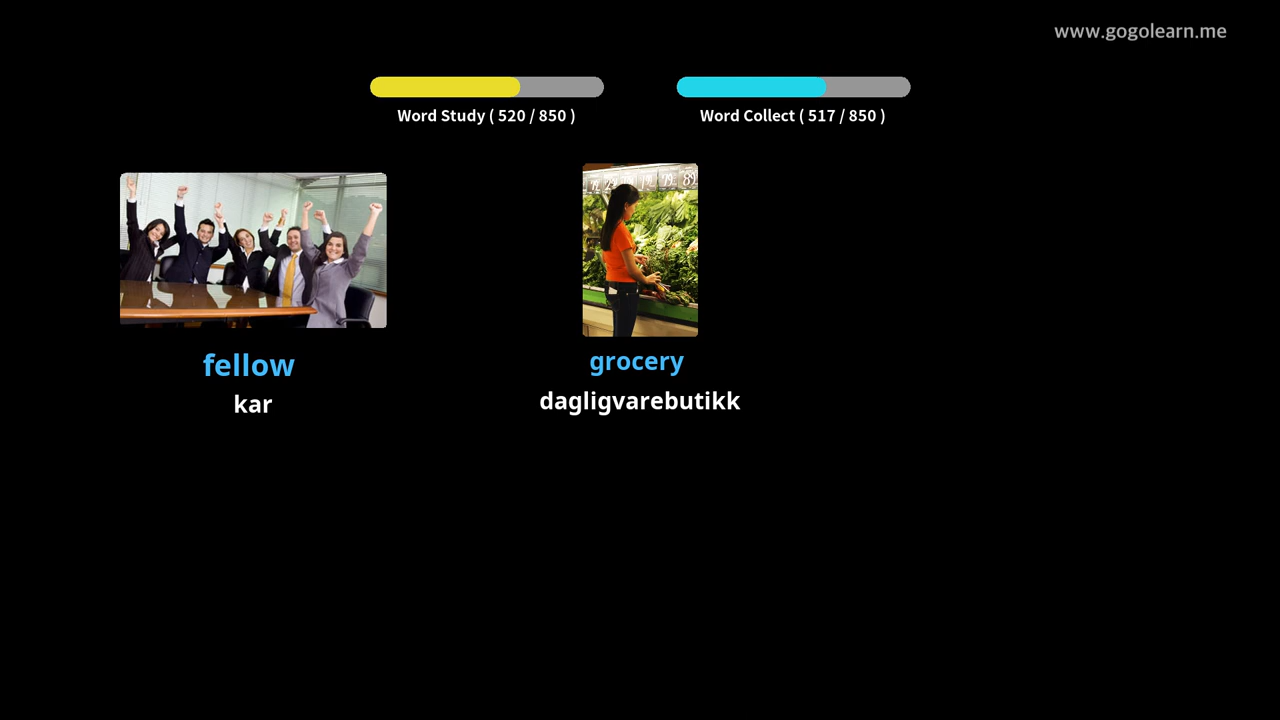 www.gogolearn.me
Word Study ( 520 / 850 )
Word Collect ( 517 / 850 )
fellow
kar
grocery
dagligvarebutikk